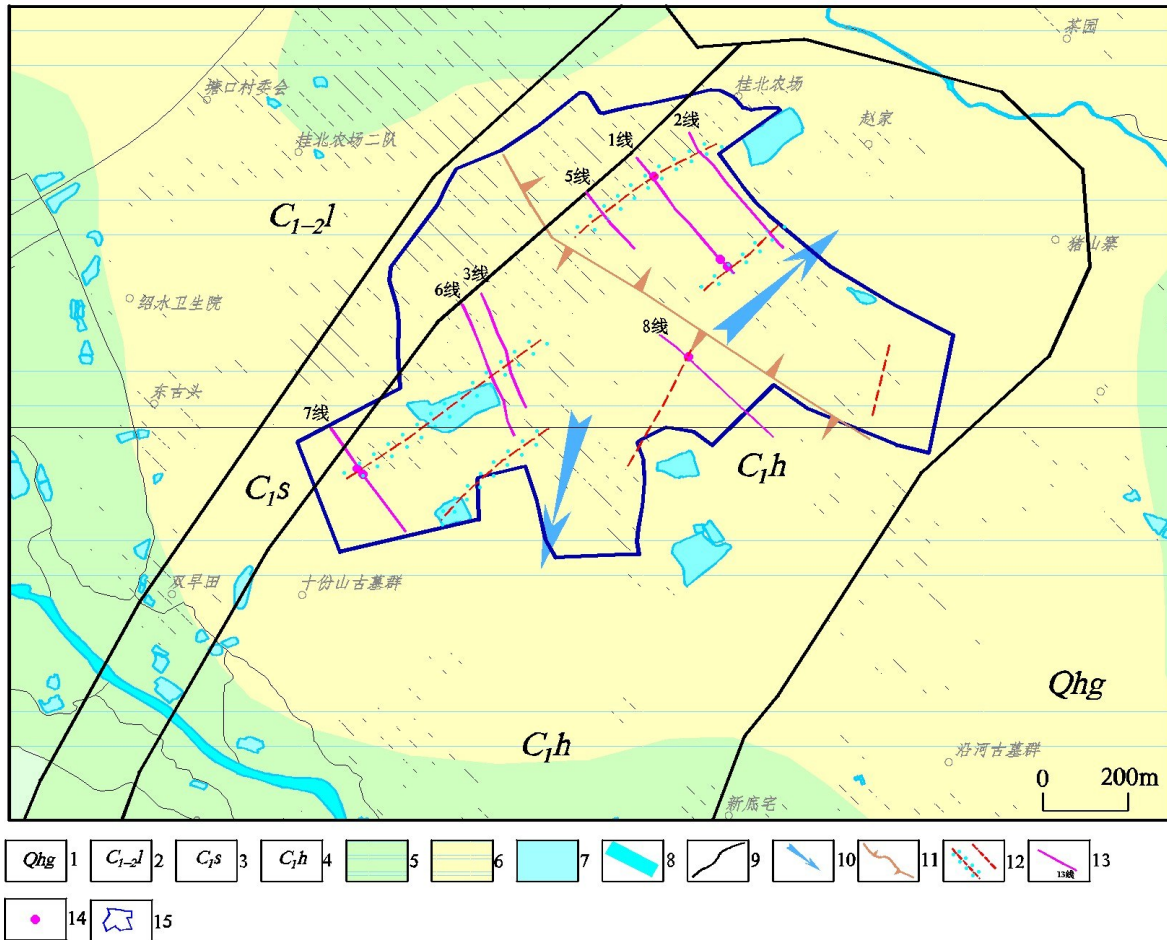 茶园
塘口村委会
桂北农场
赵家
桂北农场二队
2线
1线
5线
C₁₋₂l
猪山寨
绍水卫生院
3线
6线
8线
东古头
7线
C₁h
C₁s
双早田
十份山古墓群
Qhg
C₁h
沿河古墓群
新底宅
0 200m
Qhg 1 C₁₋₂l 2 C₁s 3 C₁h 4 5 6 7 8 9 10 11 12 13线 13
14 15